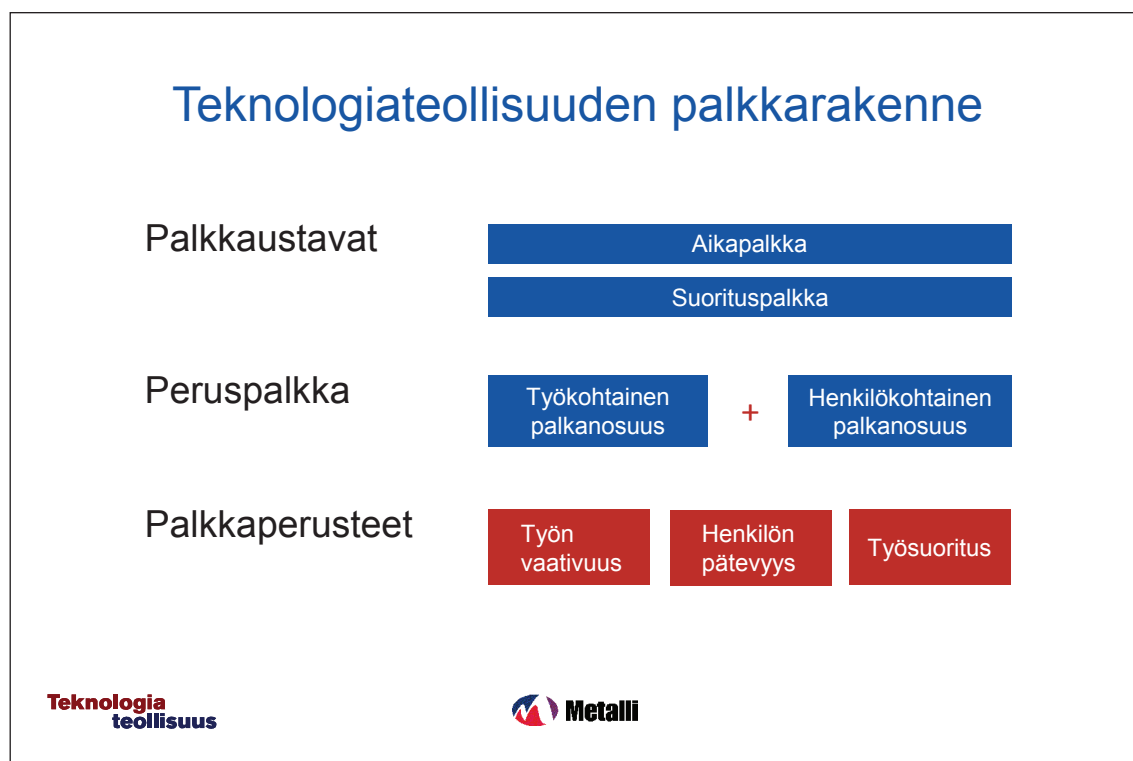 Teknologiateollisuuden palkkarakenne
Palkkaustavat
Aikapalkka
Suorituspalkka
Peruspalkka
Työkohtainen
palkanosuus
+
Henkilökohtainen
palkanosuus
Palkkaperusteet
Työn
vaativuus
Henkilön
pätevyys
Työsuoritus
Teknologia
teollisuus
Metalli